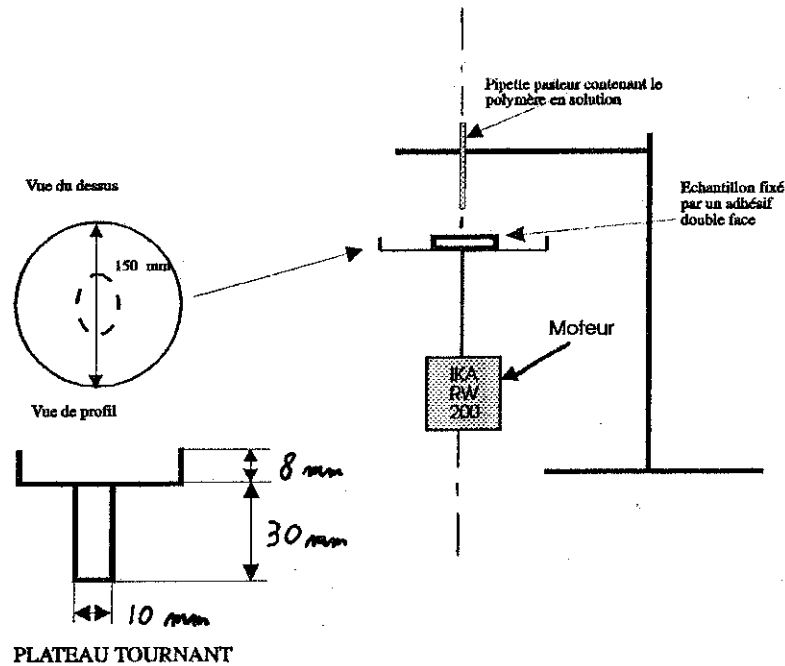 Pipette pasteur contenant le
polymère en solution
Vue du dessus
Echantillon fixé
par un adhésif
double face
150 mm
Moteur
IKA
RW
200
Vue de profil
8 mm
30 mm
10 mm
PLATEAU TOURNANT